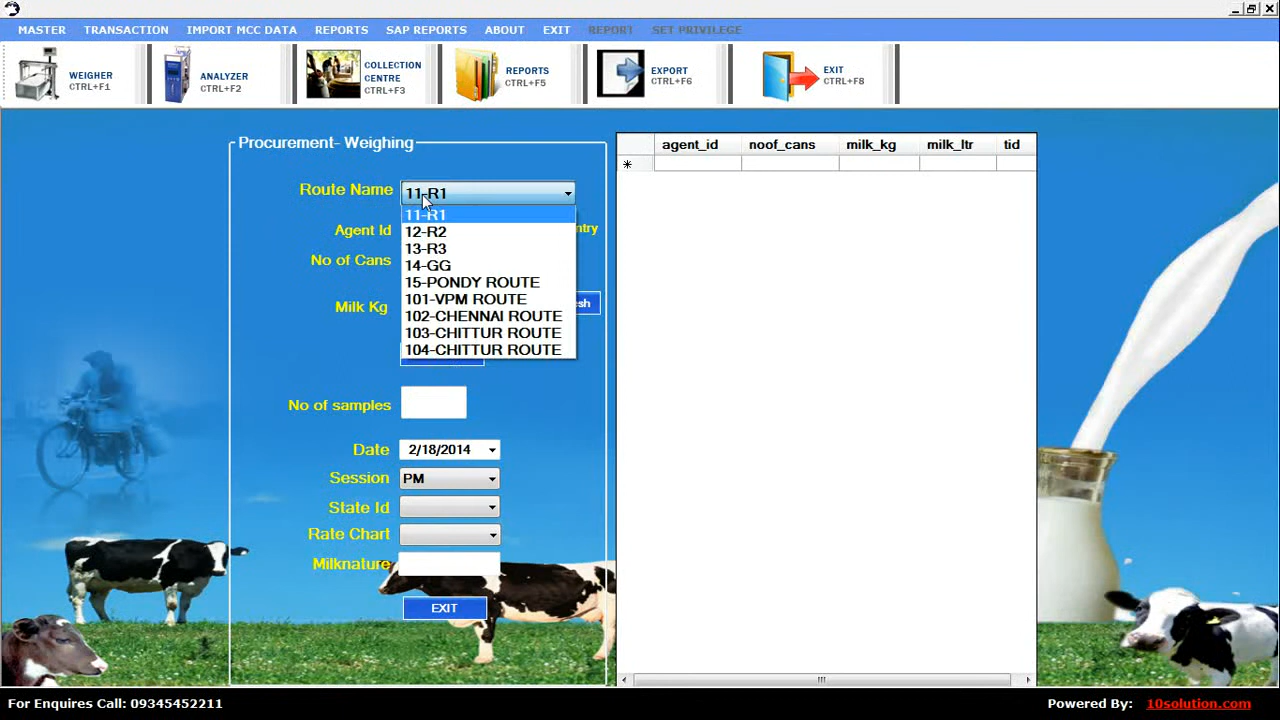 MASTER TRANSACTION IMPORT MCC DATA REPORTS SAP REPORTS ABOUT EXIT REPORT SET PRIVILEGE
WEIGHER
CTRL+F1
ANALYZER
CTRL+F2
COLLECTION
CENTRE
CTRL+F3
REPORTS
CTRL+F5
EXPORT
CTRL+F6
EXIT
CTRL+F8
Procurement- Weighing
Route Name 11-R1
11-R1
12-R2
13-R3
14-GG
15-PONDY ROUTE
101-VPM ROUTE
102-CHENNAI ROUTE
103-CHITTUR ROUTE
104-CHITTUR ROUTE
Agent Id
No of Cans
Milk Kg
No of samples
Date 2/18/2014
Session PM
State Id
Rate Chart
Milknature
EXIT
agent_id noof_cans milk_kg milk_ltr tid
For Enquires Call: 09345452211
Powered By: 10solution.com